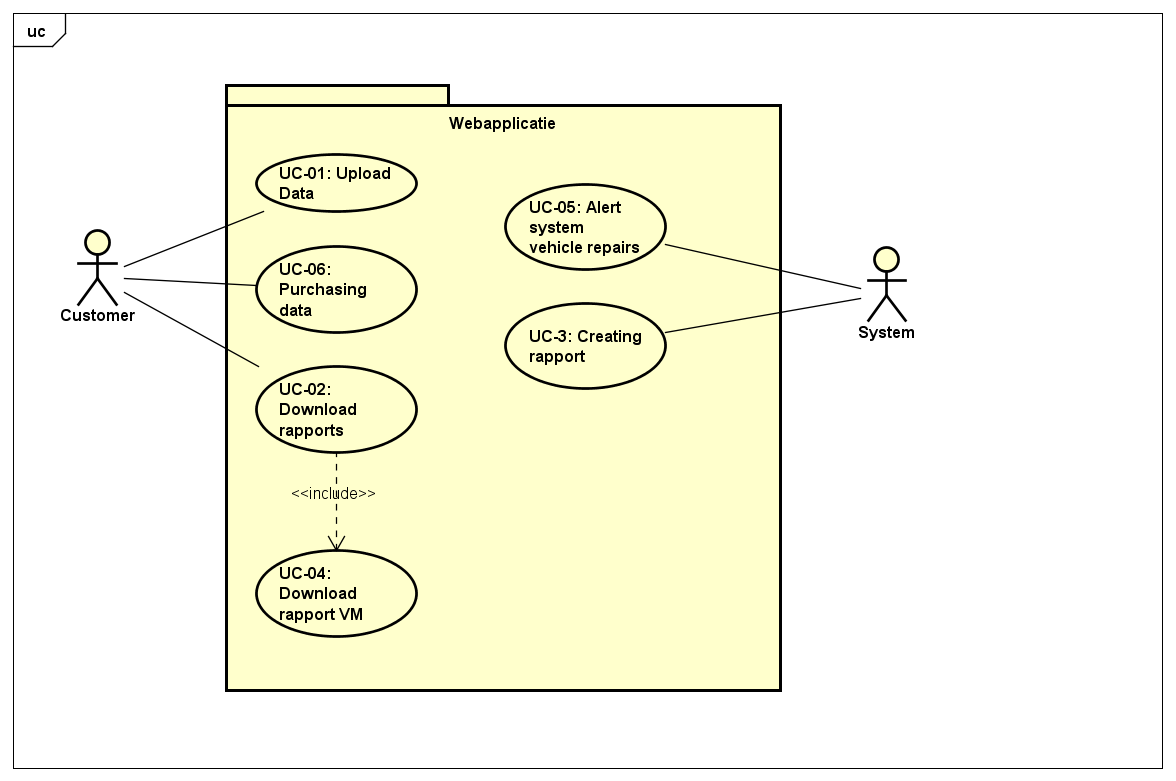 uc
Webapplicatie
UC-01: Upload
Data
UC-06:
Purchasing
data
UC-02:
Download
rapports
<<include>>
UC-04:
Download
rapport VM
UC-05: Alert
system
vehicle repairs
UC-3: Creating
rapport
Customer
System